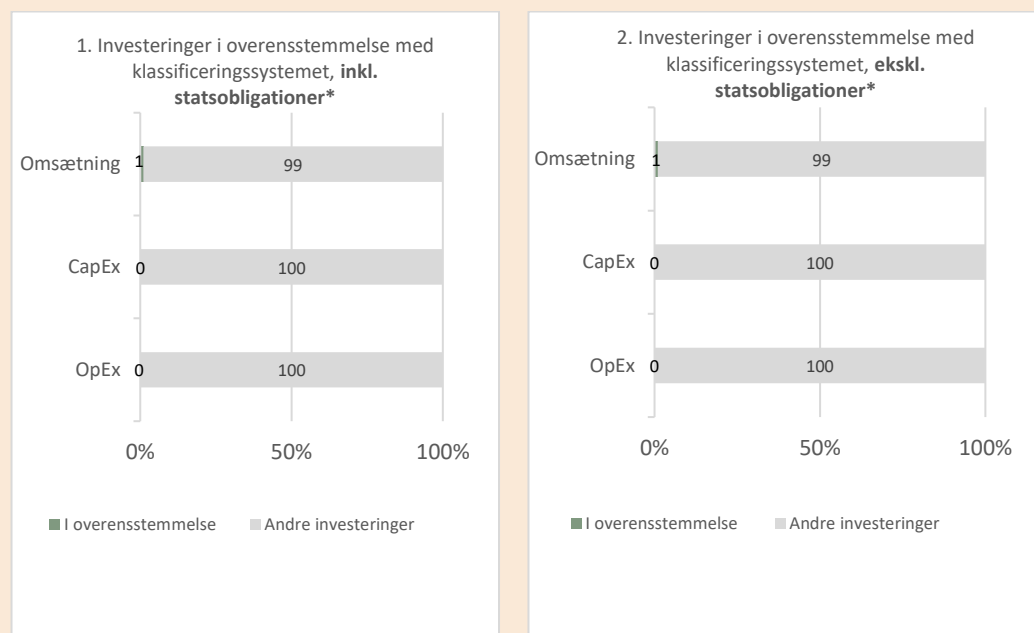 1. Investeringer i overensstemmelse med
klassificeringssystemet, inkl.
statsobligationer*
Omsætning 1 99
CapEx 0 100
OpEx 0 100
0% 50% 100%
I overensstemmelse Andre investeringer
2. Investeringer i overensstemmelse med
klassificeringssystemet, ekskl.
statsobligationer*
Omsætning 1 99
CapEx 0 100
OpEx 0 100
0% 50% 100%
I overensstemmelse Andre investeringer